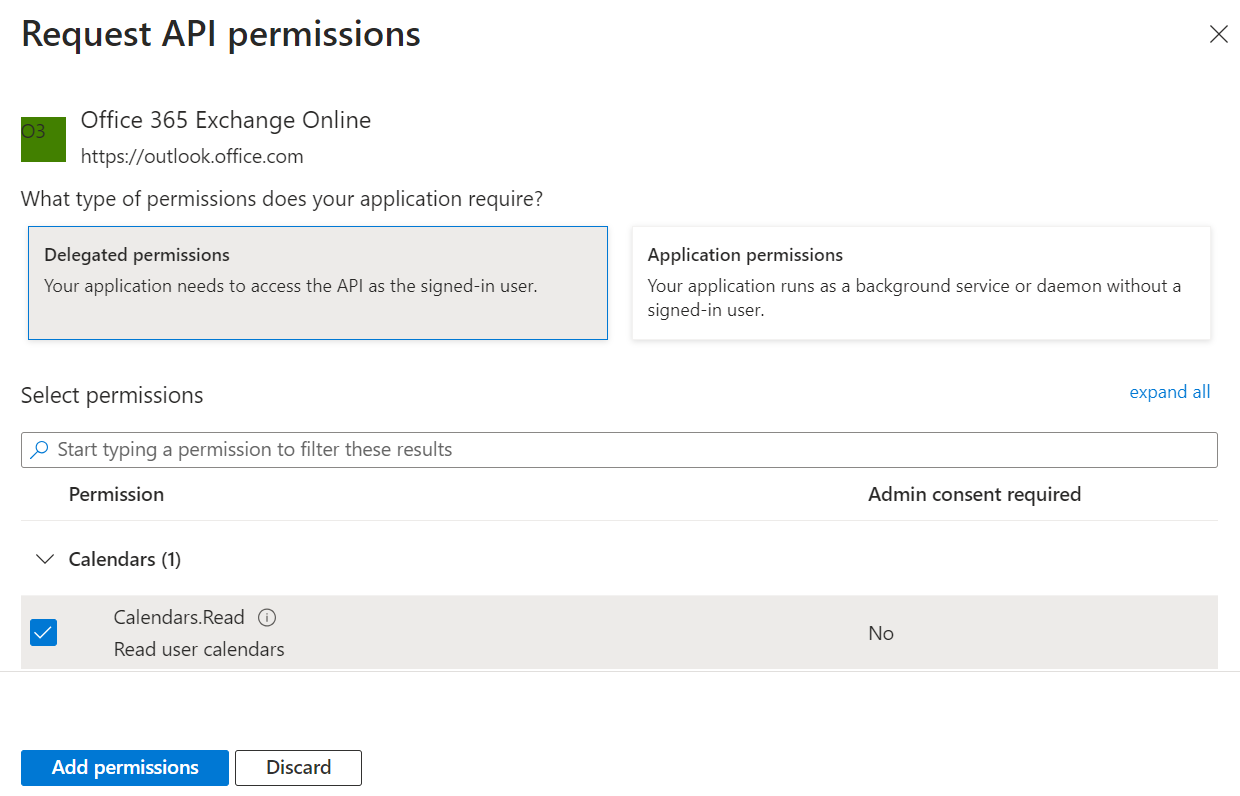 Request API permissions
O3
Office 365 Exchange Online
https://outlook.office.com
What type of permissions does your application require?
Delegated permissions
Your application needs to access the API as the signed-in user.
Application permissions
Your application runs as a background service or daemon without a
signed-in user.
Select permissions
expand all
Start typing a permission to filter these results
Permission
Admin consent required
Calendars (1)
Calendars.Read
Read user calendars
No
Add permissions
Discard